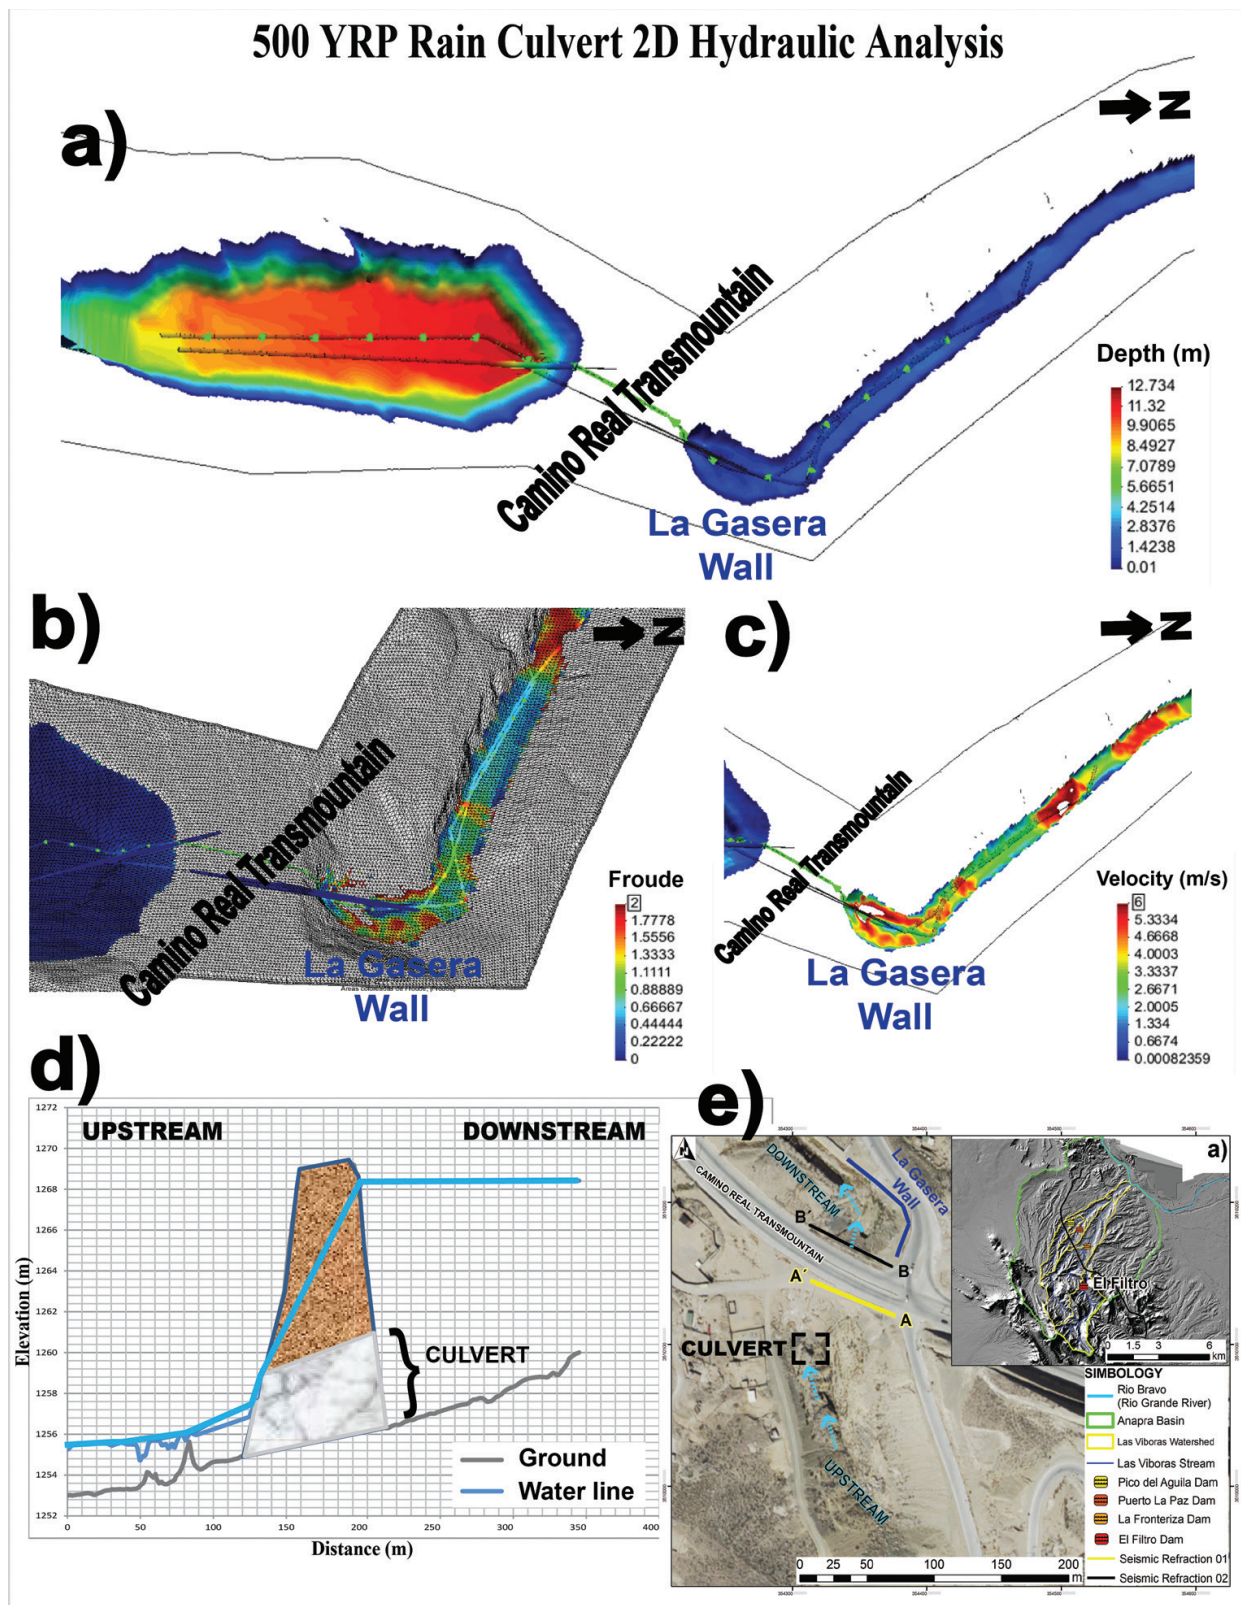 500 YRP Rain Culvert 2D Hydraulic Analysis
a)
N
Camino Real Transmountain
La Gasera
Wall
Depth (m)
12.734
11.32
9.9065
8.4927
7.0789
5.6651
4.2514
2.8376
1.4238
0.01
b)
N
Camino Real Transmountain
La Gasera
Wall
Froude
2
1.7778
1.5556
1.3333
1.1111
0.88889
0.66667
0.44444
0.22222
0
c)
N
Camino Real Transmountain
La Gasera
Wall
Velocity (m/s)
6
5.3334
4.6668
4.0003
3.3337
2.6671
2.0005
1.334
0.6674
0.00082359
d)
UPSTREAM
DOWNSTREAM
Elevation (m)
1272
1270
1268
1266
1264
1262
1260
1258
1256
1254
1252
CULVERT
Ground
Water line
0 50 100 150 200 250 300 350 400
Distance (m)
e)
CAMINO REAL TRANSMOUNTAIN
DOWNSTREAM
La Gasera
Wall
B´
B
A´
A
CULVERT
UPSTREAM
0 25 50 100 150 200
m
a)
El Filtro
0 1.5 3 6
km
SIMBOLOGY
Rio Bravo
(Rio Grande River)
Anapra Basin
Las Viboras Watershed
Las Viboras Stream
Pico del Aguila Dam
Puerto La Paz Dam
La Fronteriza Dam
El Filtro Dam
Seismic Refraction 01
Seismic Refraction 02